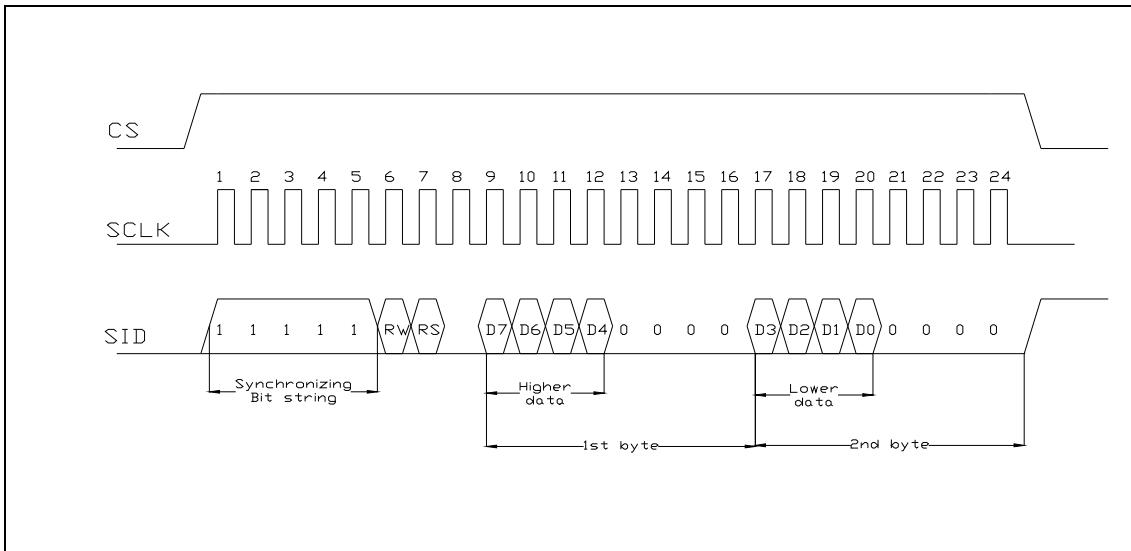 CS
1 2 3 4 5 6 7 8 9 10 11 12 13 14 15 16 17 18 19 20 21 22 23 24
SCLK
SID 1 1 1 1 1 RW RS D7 D6 D5 D4 0 0 0 0 D3 D2 D1 D0 0 0 0 0
Synchronizing
Bit string
Higher
data
Lower
data
1st byte
2nd byte